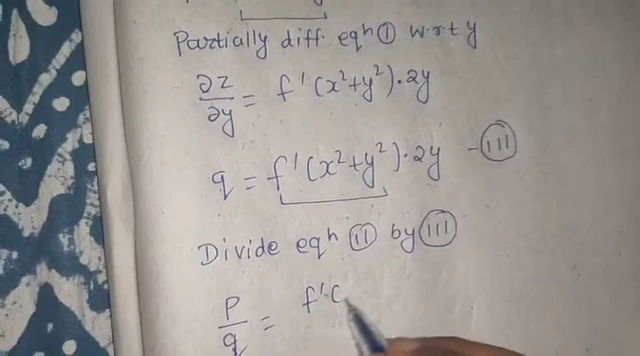 Partially diff. eqn ① w.r.t y
∂z/∂y = f'(x²+y²)·2y
q = f'(x²+y²)·2y -(III)
Divide eqn (II) by (III)
P/q = f'(